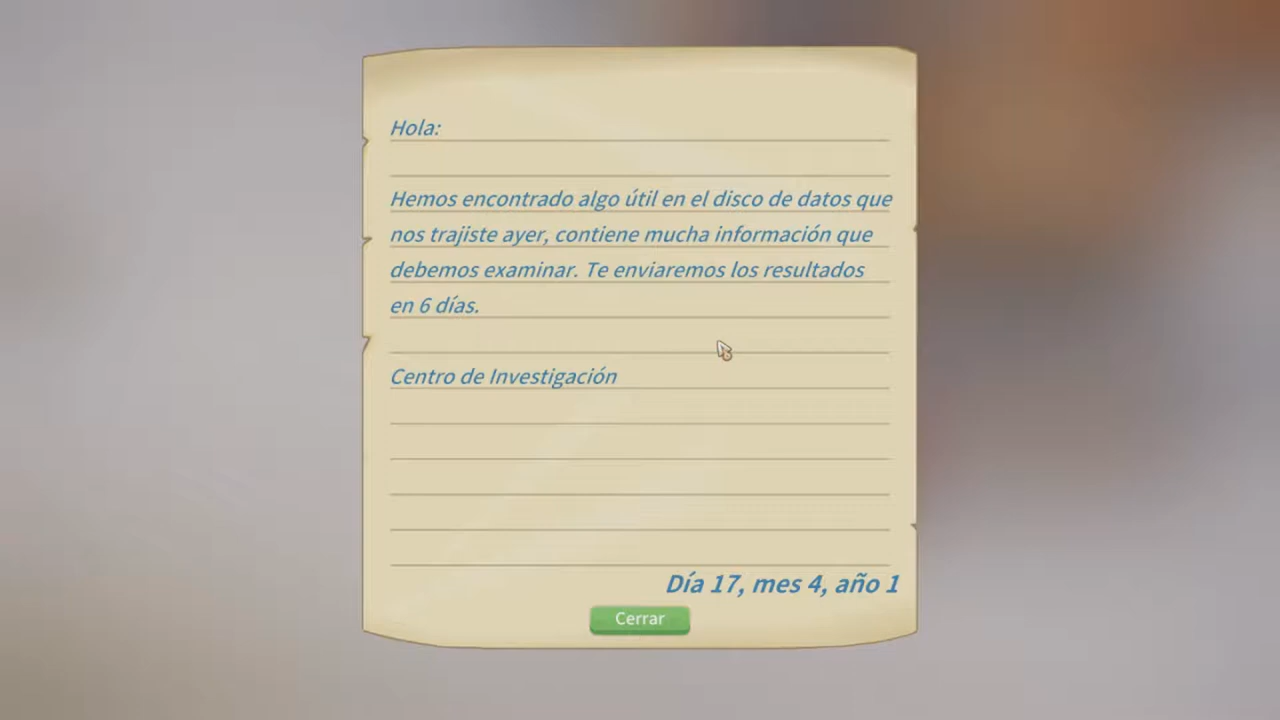 Hola:
Hemos encontrado algo útil en el disco de datos que
nos trajiste ayer, contiene mucha información que
debemos examinar. Te enviaremos los resultados
en 6 días.
Centro de Investigación
Día 17, mes 4, año 1
Cerrar